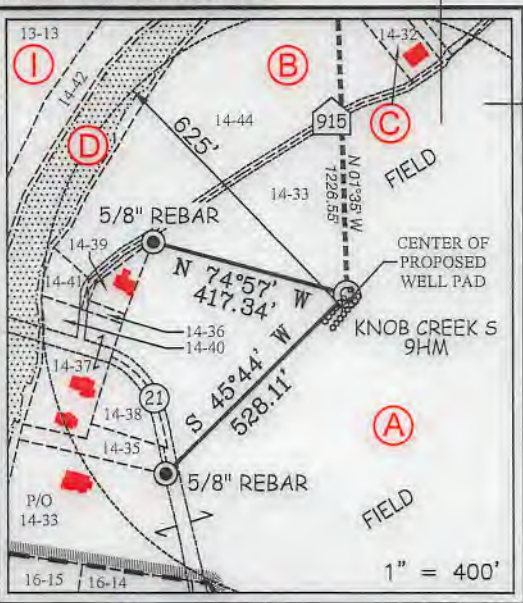 13-13
I
14-42
B
14-32
D
625'
14-44
915
C
FIELD
14-33
N 01°35' W
1226.55'
5/8" REBAR
14-39
14-41
N 74°57' W
417.34'
CENTER OF
PROPOSED
WELL PAD
KNOB CREEK S
9HM
14-36
14-40
14-37
S 45°44' W
528.11'
21
14-38
A
14-35
5/8" REBAR
P/O
14-33
FIELD
16-15
16-14
1" = 400'